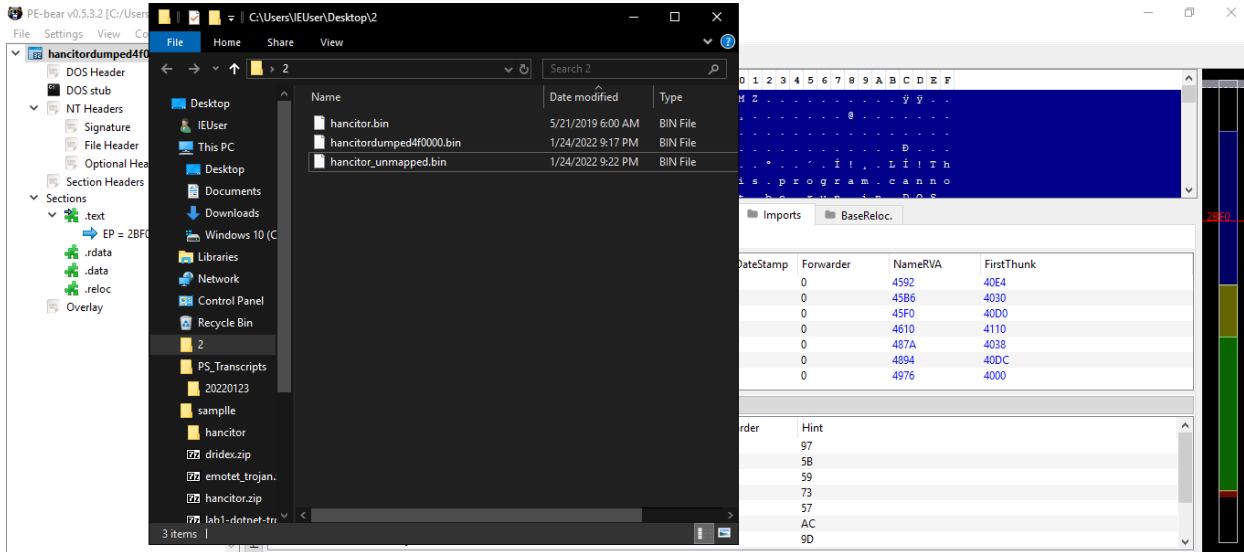 PE-bear v0.5.3.2 [C:/Users
File Settings View Co
hancitordumped4f0
DOS Header
DOS stub
NT Headers
Signature
File Header
Optional Hea
Section Headers
Sections
.text
EP = 2BF0
.rdata
.data
.reloc
Overlay
C:\Users\IEUser\Desktop\2
File Home Share View
2
Search 2
Desktop
IEUser
This PC
Desktop
Documents
Downloads
Windows 10 (C
Libraries
Network
Control Panel
Recycle Bin
2
PS_Transcripts
20220123
samplle
hancitor
dridex.zip
emotet_trojan.
hancitor.zip
lab1-dotnet-tro
Name Date modified Type
hancitor.bin 5/21/2019 6:00 AM BIN File
hancitordumped4f0000.bin 1/24/2022 9:17 PM BIN File
hancitor_unmapped.bin 1/24/2022 9:22 PM BIN File
3 items
0 1 2 3 4 5 6 7 8 9 A B C D E F
M Z . . . . . . . . . . ÿ ÿ . .
¸ . . . . . . . @ . . . . . . .
. . . . . . . . . . . . . . . .
. . . . . . . . . . . . Ð . . .
. . º . . ´ . Í ! ¸ . L Í ! T h
i s . p r o g r a m . c a n n o
Imports BaseReloc.
DateStamp Forwarder NameRVA FirstThunk
0 4592 40E4
0 45B6 4030
0 45F0 40D0
0 4610 4110
0 487A 4038
0 4894 40DC
0 4976 4000
rder Hint
97
5B
59
73
57
AC
9D
2BF0